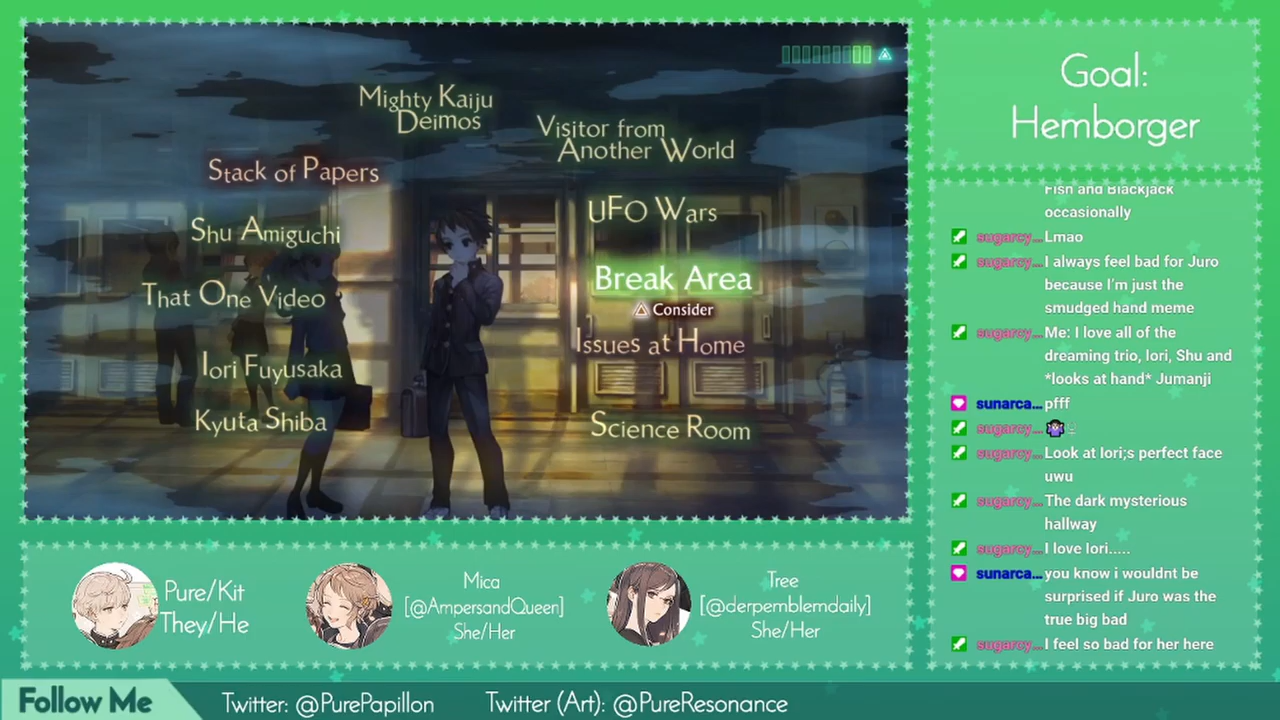 Mighty Kaiju
Deimos
Visitor from
Another World
Stack of Papers
UFO Wars
Shu Amiguchi
Break Area
That One Video
Consider
Issues at Home
Iori Fuyusaka
Kyuta Shiba
Science Room
Goal:
Hemborger
Fish and Blackjack
occasionally
sugarcy... Lmao
sugarcy... I always feel bad for Juro
because I'm just the
smudged hand meme
sugarcy... Me: I love all of the
dreaming trio, Iori, Shu and
*looks at hand* Jumanji
sunarca... pfff
sugarcy...
sugarcy... Look at Iori;s perfect face
uwu
sugarcy... The dark mysterious
hallway
sugarcy... I love Iori.....
sunarca... you know i wouldnt be
surprised if Juro was the
true big bad
sugarcy... I feel so bad for her here
Pure/Kit
They/He
Mica
[@AmpersandQueen]
She/Her
Tree
[@derpemblemdaily]
She/Her
Follow Me
Twitter: @PurePapillon
Twitter (Art): @PureResonance